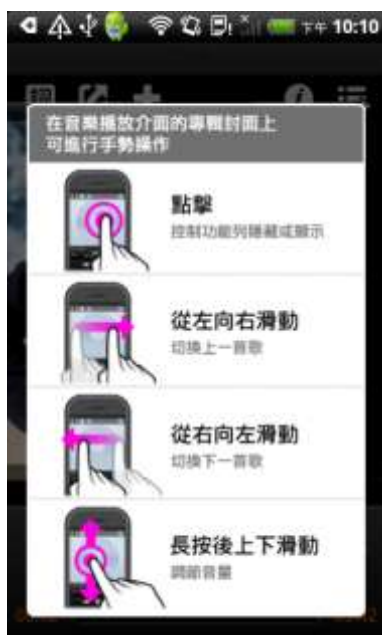 下午 10:10
在音樂播放介面的專輯封面上
可進行手勢操作
點擊
控制功能列隱藏或顯示
從左向右滑動
切換上一首歌
從右向左滑動
切換下一首歌
長按後上下滑動
調節音量